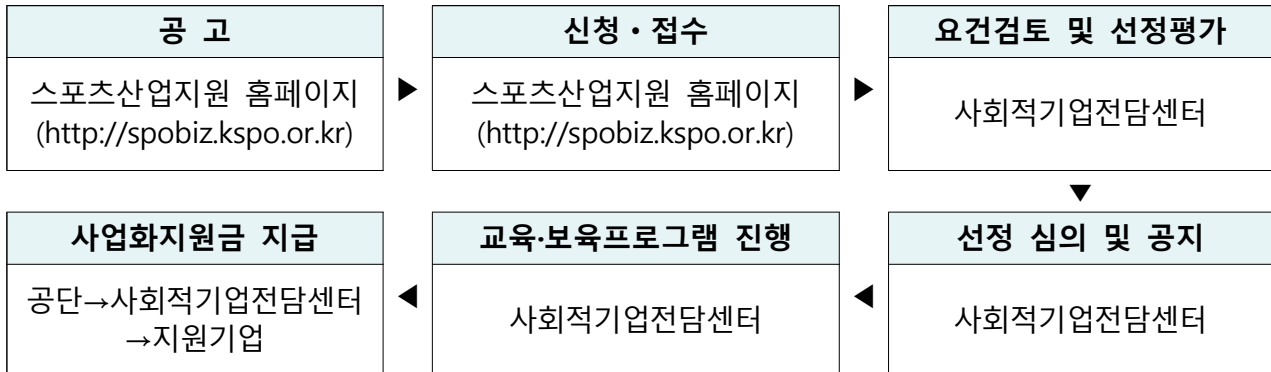 공 고
스포츠산업지원 홈페이지
(http://spobiz.kspo.or.kr)
▶
신청・접수
스포츠산업지원 홈페이지
(http://spobiz.kspo.or.kr)
▶
요건검토 및 선정평가
사회적기업전담센터
▼
선정 심의 및 공지
사회적기업전담센터
◀
교육·보육프로그램 진행
사회적기업전담센터
◀
사업화지원금 지급
공단→사회적기업전담센터
→지원기업